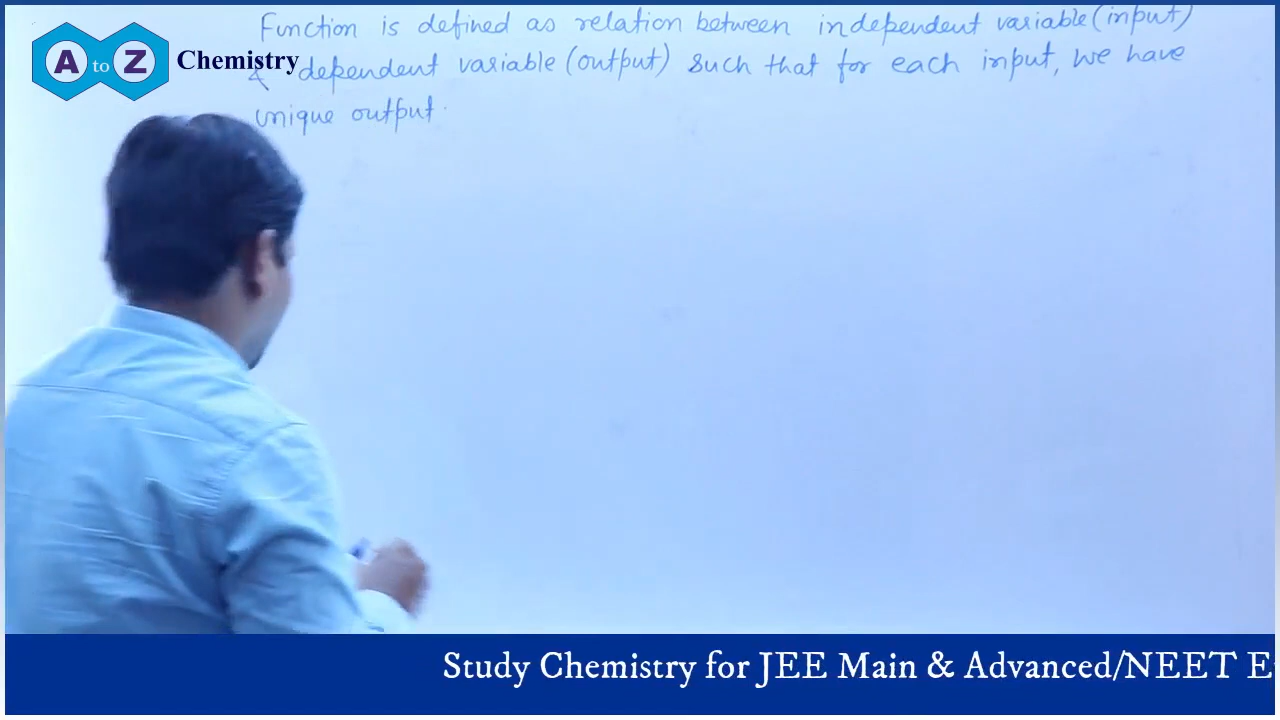 Function is defined as relation between independent variable (input)
& dependent variable (output) such that for each input, we have
unique output.
A to Z Chemistry
Study Chemistry for JEE Main & Advanced/NEET E